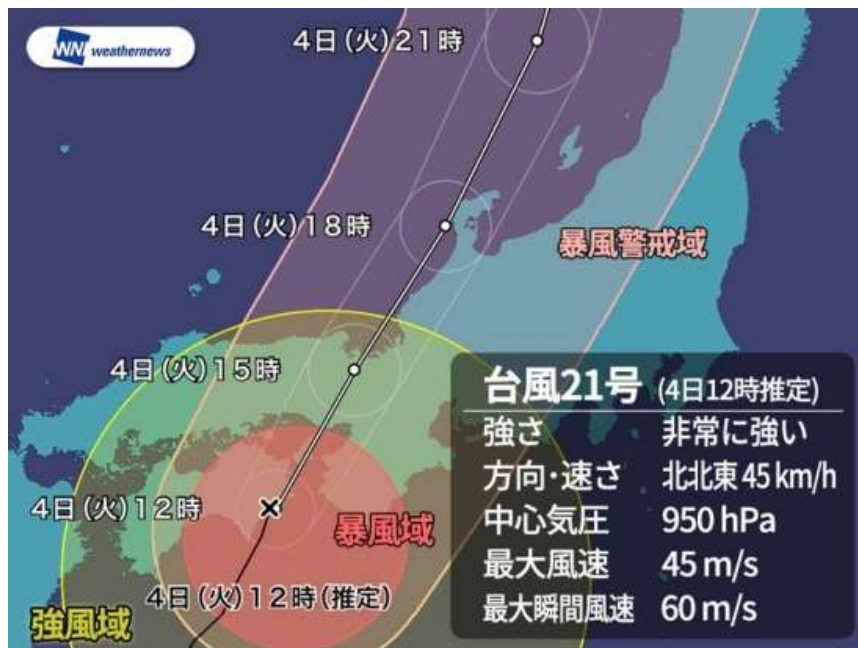 WN weathernews
4日(火)21時
4日(火)18時
暴風警戒域
4日(火)15時
台風21号 (4日12時推定)
強さ 非常に強い
方向・速さ 北北東 45 km/h
中心気圧 950 hPa
最大風速 45 m/s
最大瞬間風速 60 m/s
4日(火)12時
暴風域
4日(火)12時(推定)
強風域